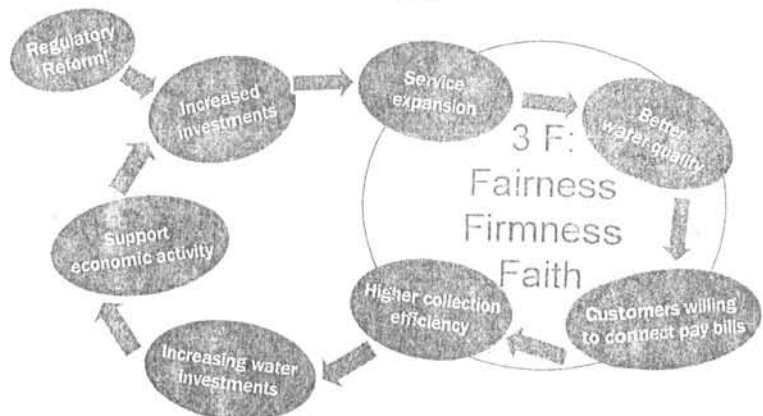 Regulatory
Reform!
Increased
investments
Service
expansion
Better
water quality
3 F:
Fairness
Firmness
Faith
Customers willing
to connect pay bills
Higher collection
efficiency
Increasing water
investments
Support
economic activity